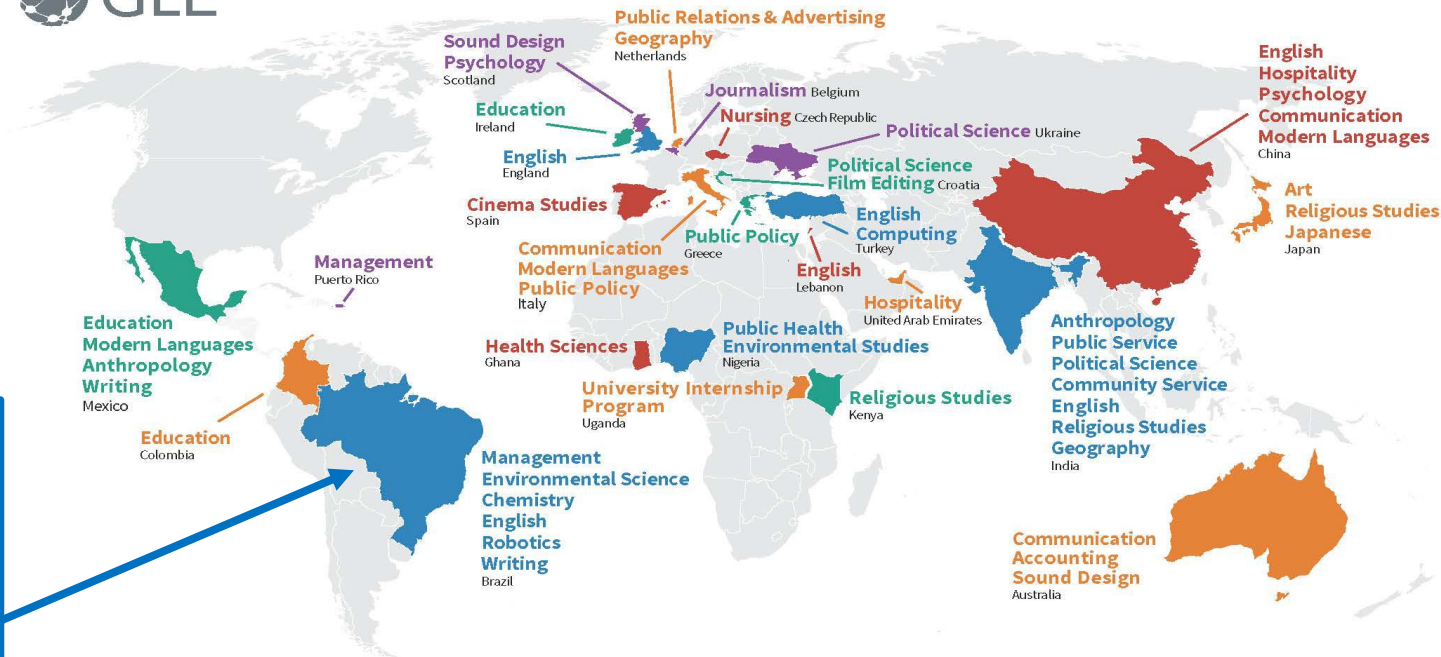 GLE
Public Relations & Advertising
Geography
Netherlands
Sound Design
Psychology
Scotland
Journalism Belgium
Education
Ireland
Nursing Czech Republic
Political Science Ukraine
English
England
Political Science
Film Editing Croatia
Cinema Studies
Spain
English
Computing
Turkey
Public Policy
Greece
Communication
Modern Languages
Public Policy
Italy
English
Lebanon
Hospitality
United Arab Emirates
English
Hospitality
Psychology
Communication
Modern Languages
China
Art
Religious Studies
Japanese
Japan
Management
Puerto Rico
Education
Modern Languages
Anthropology
Writing
Mexico
Education
Colombia
Health Sciences
Ghana
Public Health
Environmental Studies
Nigeria
University Internship
Program
Uganda
Religious Studies
Kenya
Anthropology
Public Service
Political Science
Community Service
English
Religious Studies
Geography
India
Management
Environmental Science
Chemistry
English
Robotics
Writing
Brazil
Communication
Accounting
Sound Design
Australia